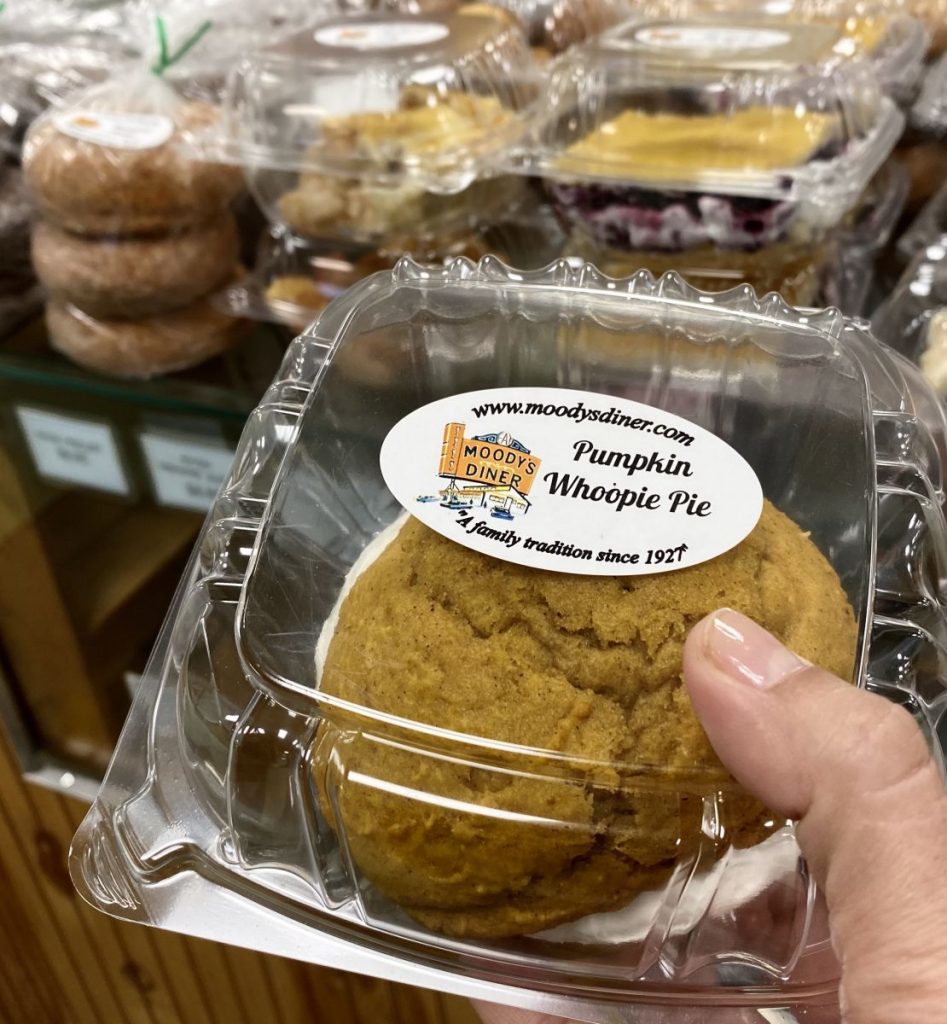 www.moodysdiner.com
MOODY'S
DINER
Pumpkin
Whoopie Pie
"A family tradition since 1927"